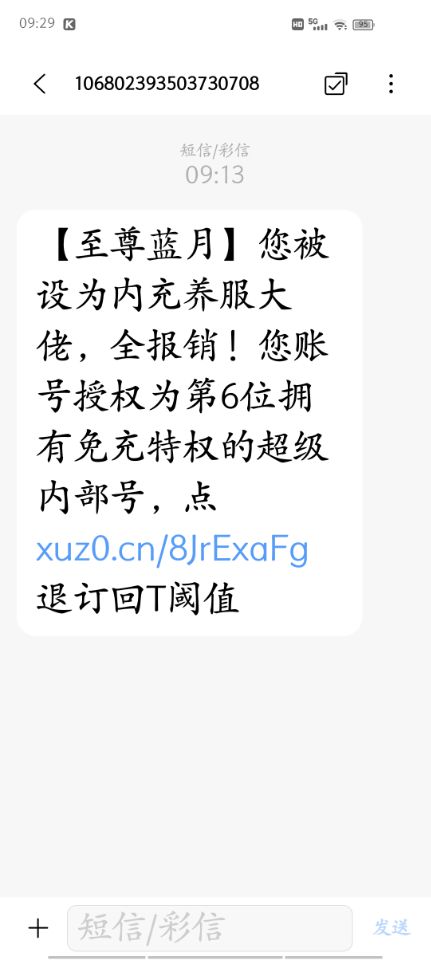 09:29
HD 5G 95
106802393503730708
短信/彩信
09:13
【至尊蓝月】您被
设为内充养服大
佬，全报销！您账
号授权为第6位拥
有免充特权的超级
内部号，点
xuz0.cn/8JrExaFg
退订回T阈值
短信/彩信
发送